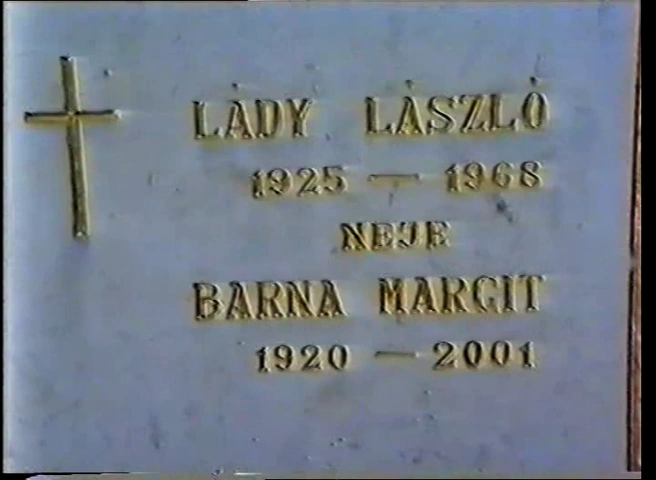 LÁDY LÁSZLÓ
1925 — 1968
NEJE
BARNA MARGIT
1920 — 2001